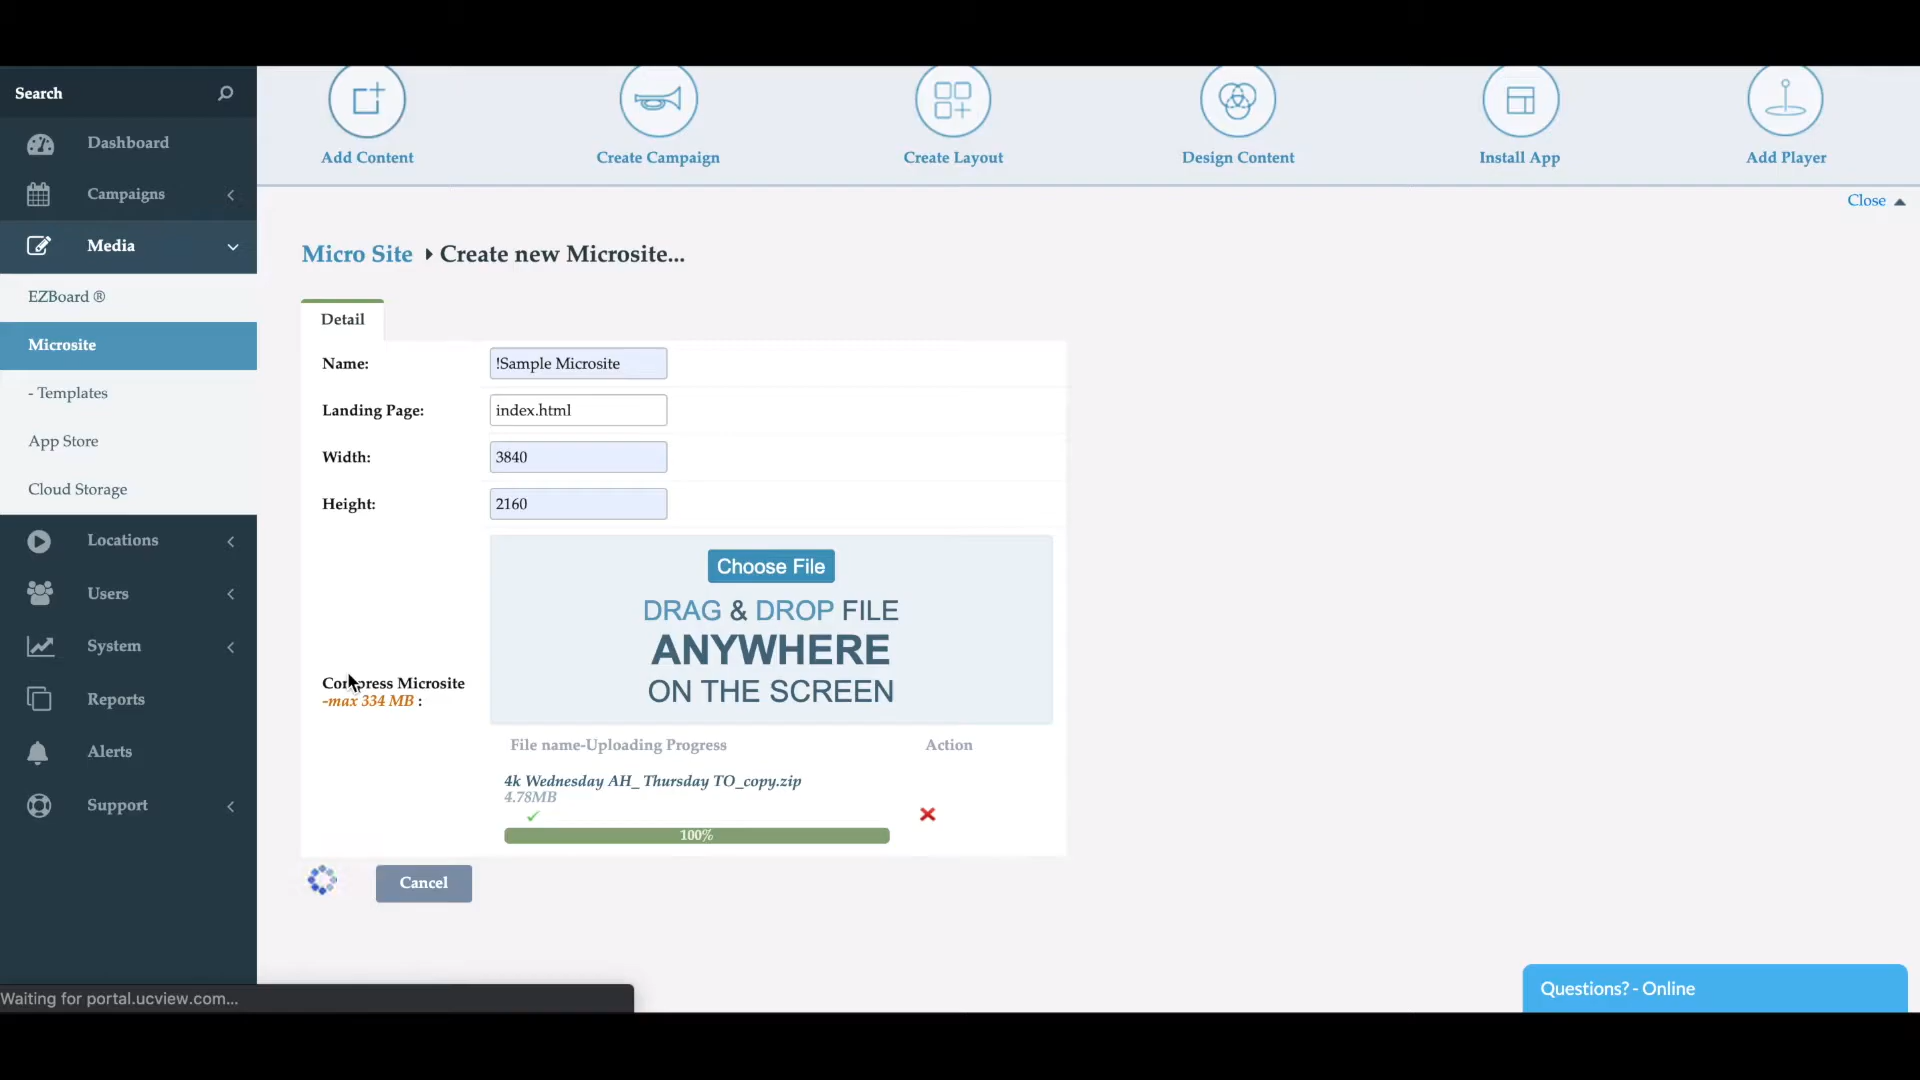 Search
Dashboard
Campaigns
Media
EZBoard ®
Microsite
- Templates
App Store
Cloud Storage
Locations
Users
System
Reports
Alerts
Support
Add Content
Create Campaign
Create Layout
Design Content
Install App
Add Player
Close
Micro Site Create new Microsite...
Detail
Name: !Sample Microsite
Landing Page: index.html
Width: 3840
Height: 2160
Compress Microsite
-max 334 MB :
Choose File
DRAG & DROP FILE
ANYWHERE
ON THE SCREEN
File name-Uploading Progress Action
4k Wednesday AH_ Thursday TO_copy.zip
4.78MB
100%
Cancel
Waiting for portal.ucview.com...
Questions? - Online